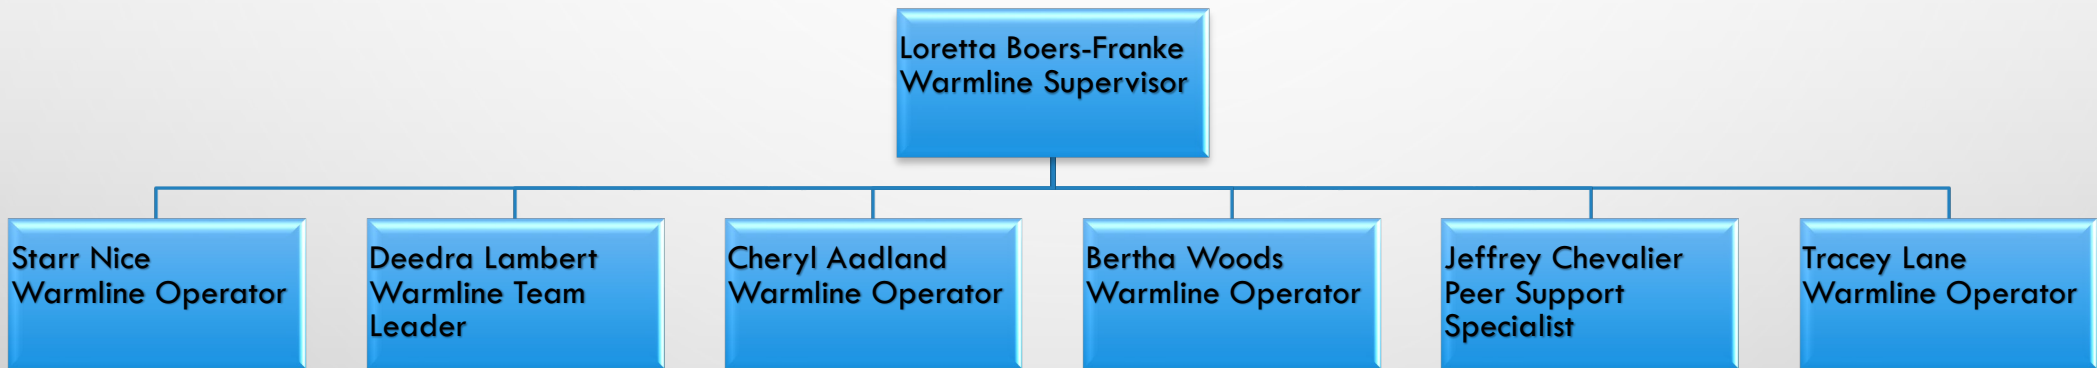 Loretta Boers-Franke
Warmline Supervisor
Starr Nice
Warmline Operator
Deedra Lambert
Warmline Team
Leader
Cheryl Aadland
Warmline Operator
Bertha Woods
Warmline Operator
Jeffrey Chevalier
Peer Support
Specialist
Tracey Lane
Warmline Operator